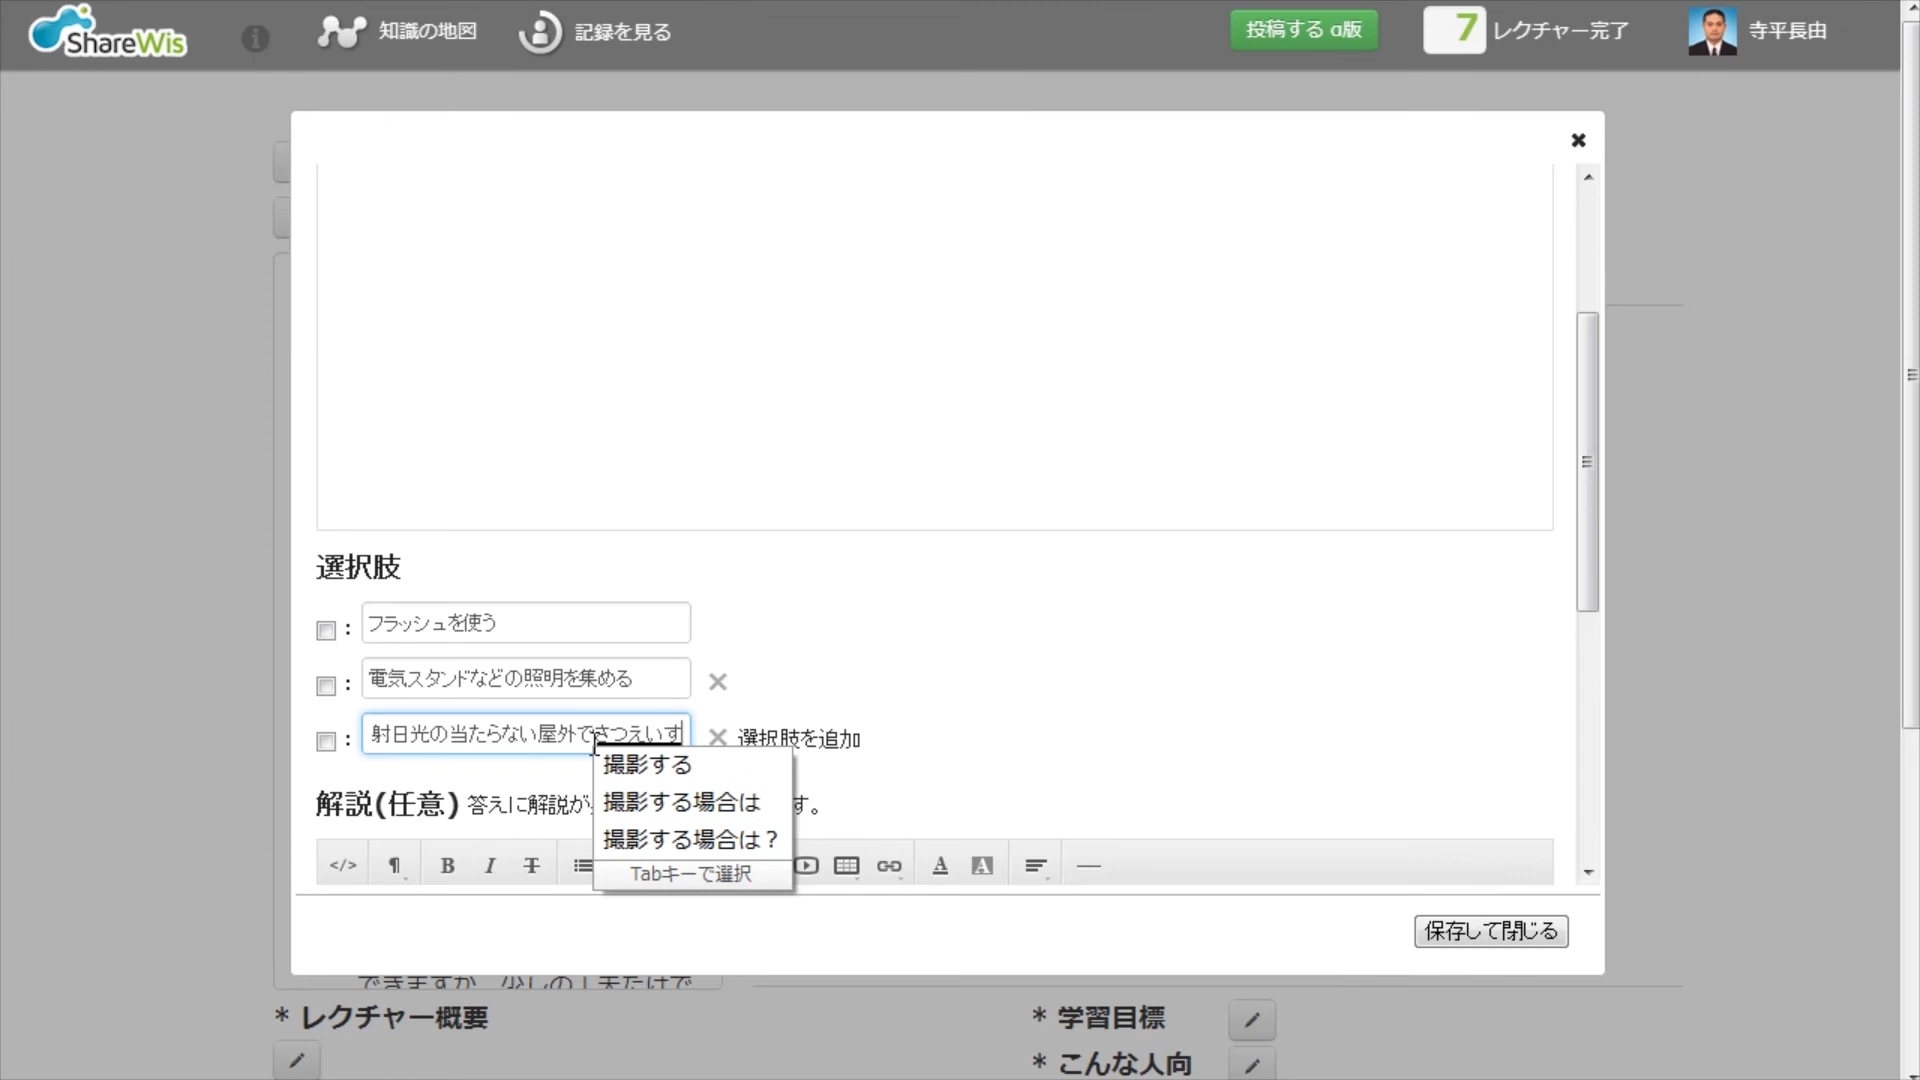 ShareWis
知識の地図
記録を見る
投稿する α版
7 レクチャー完了
寺平長由
選択肢
: フラッシュを使う
: 電気スタンドなどの照明を集める
: 射日光の当たらない屋外でさつえいす
選択肢を追加
撮影する
解説(任意) 答えに解説が
す。
撮影する場合は
撮影する場合は？
Tabキーで選択
保存して閉じる
* レクチャー概要
* 学習目標
* こんな人向